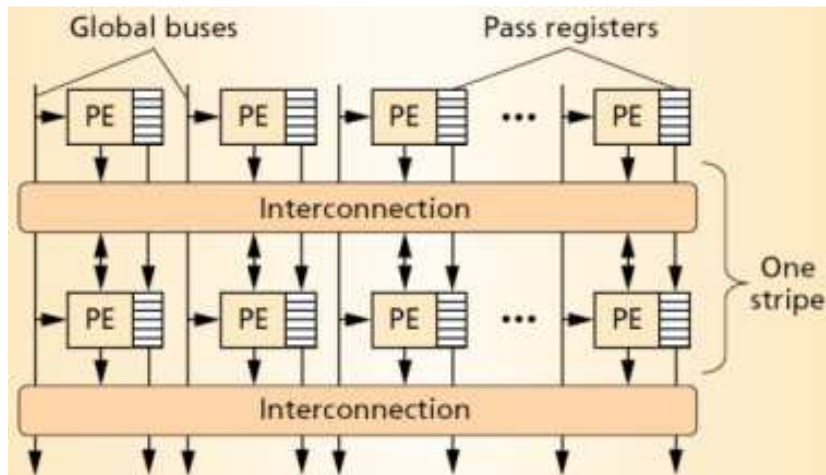 Global buses
Pass registers
PE
PE
PE
•••
PE
Interconnection
One
stripe
PE
PE
PE
•••
PE
Interconnection